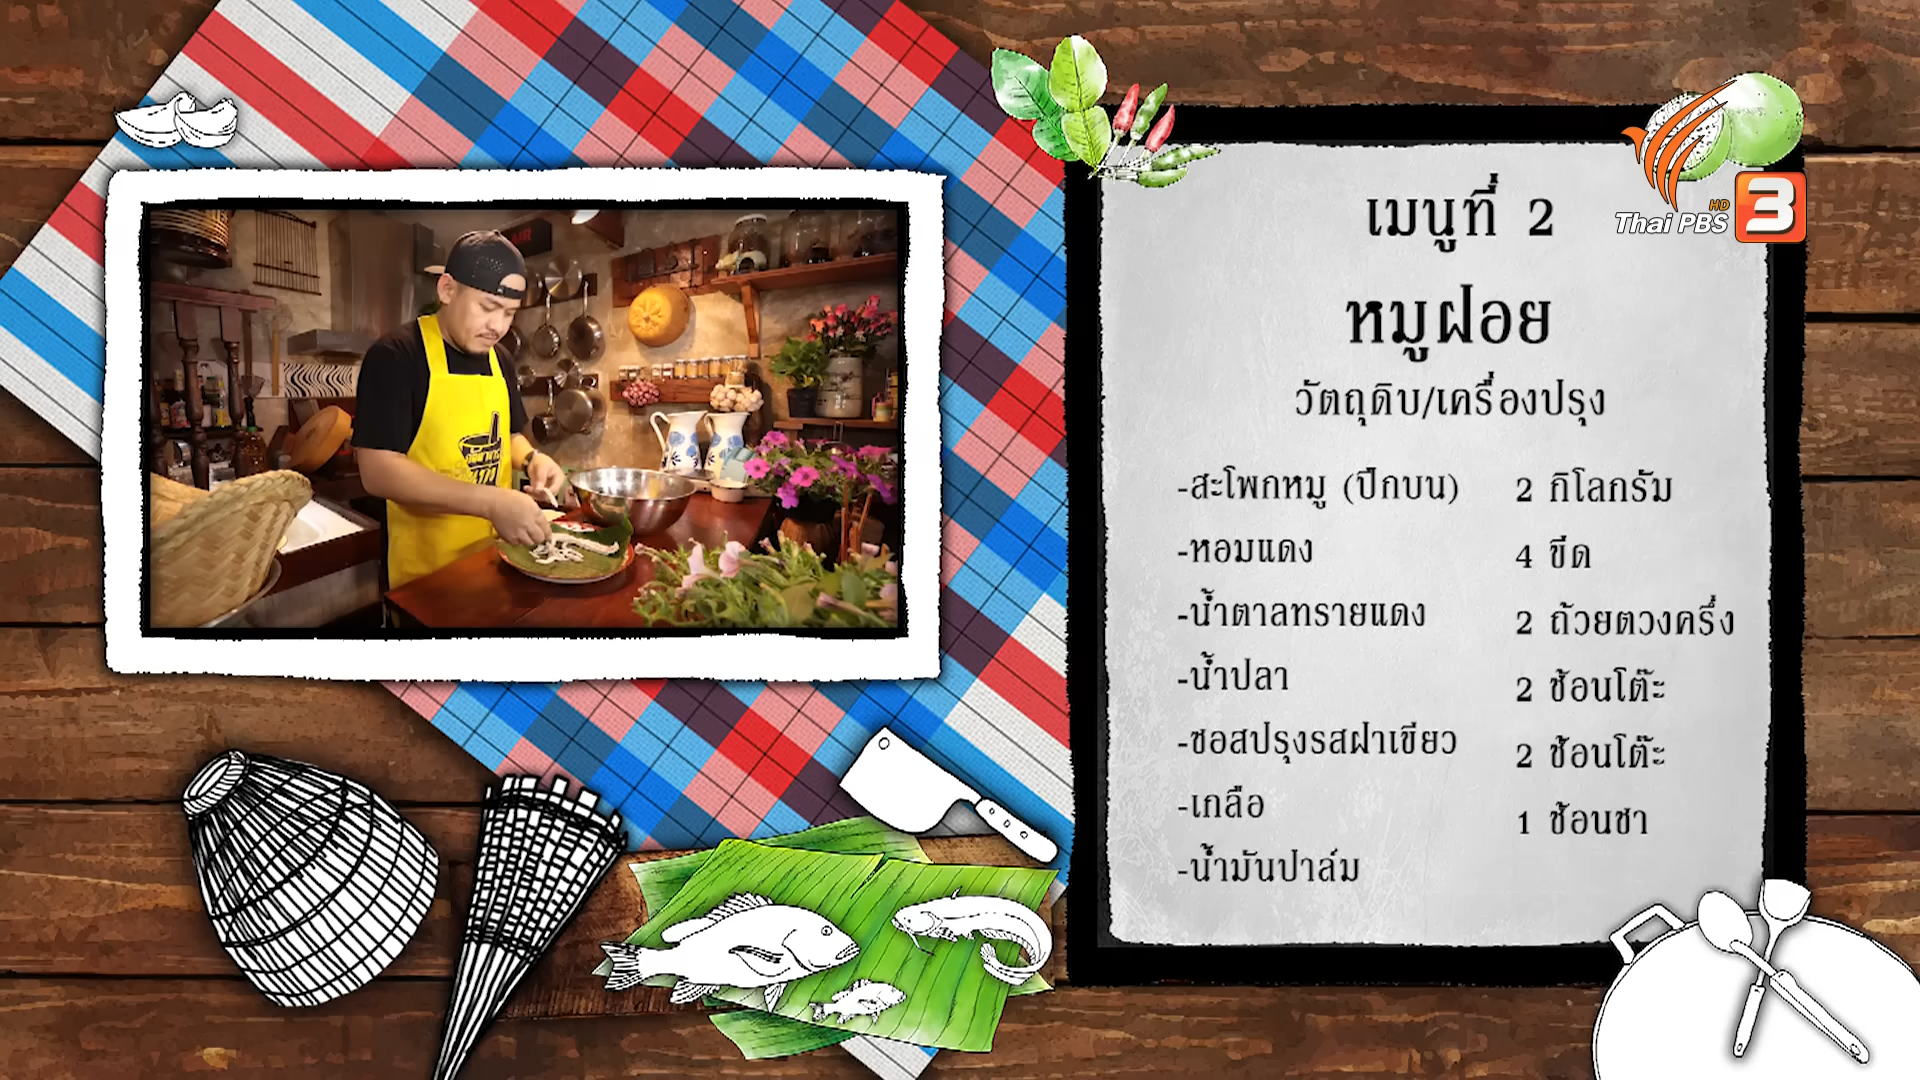 เมนูที่ 2
หมูฝอย
วัตถุดิบ/เครื่องปรุง
-สะโพกหมู (ปีกบน) 2 กิโลกรัม
-หอมแดง 4 ขีด
-น้ำตาลทรายแดง 2 ถ้วยตวงครึ่ง
-น้ำปลา 2 ช้อนโต๊ะ
-ซอสปรุงรสฝาเขียว 2 ช้อนโต๊ะ
-เกลือ 1 ช้อนชา
-น้ำมันปาล์ม
HD
Thai PBS 3